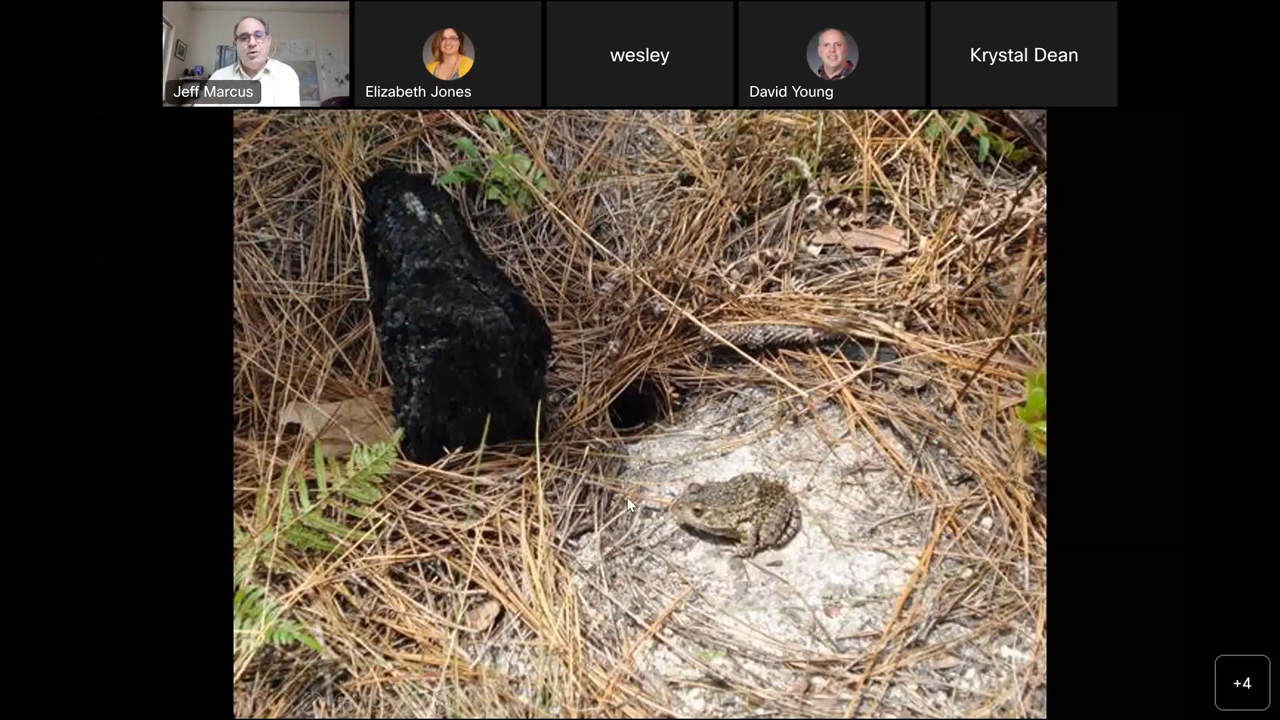 Jeff Marcus
Elizabeth Jones
wesley
David Young
Krystal Dean
+4